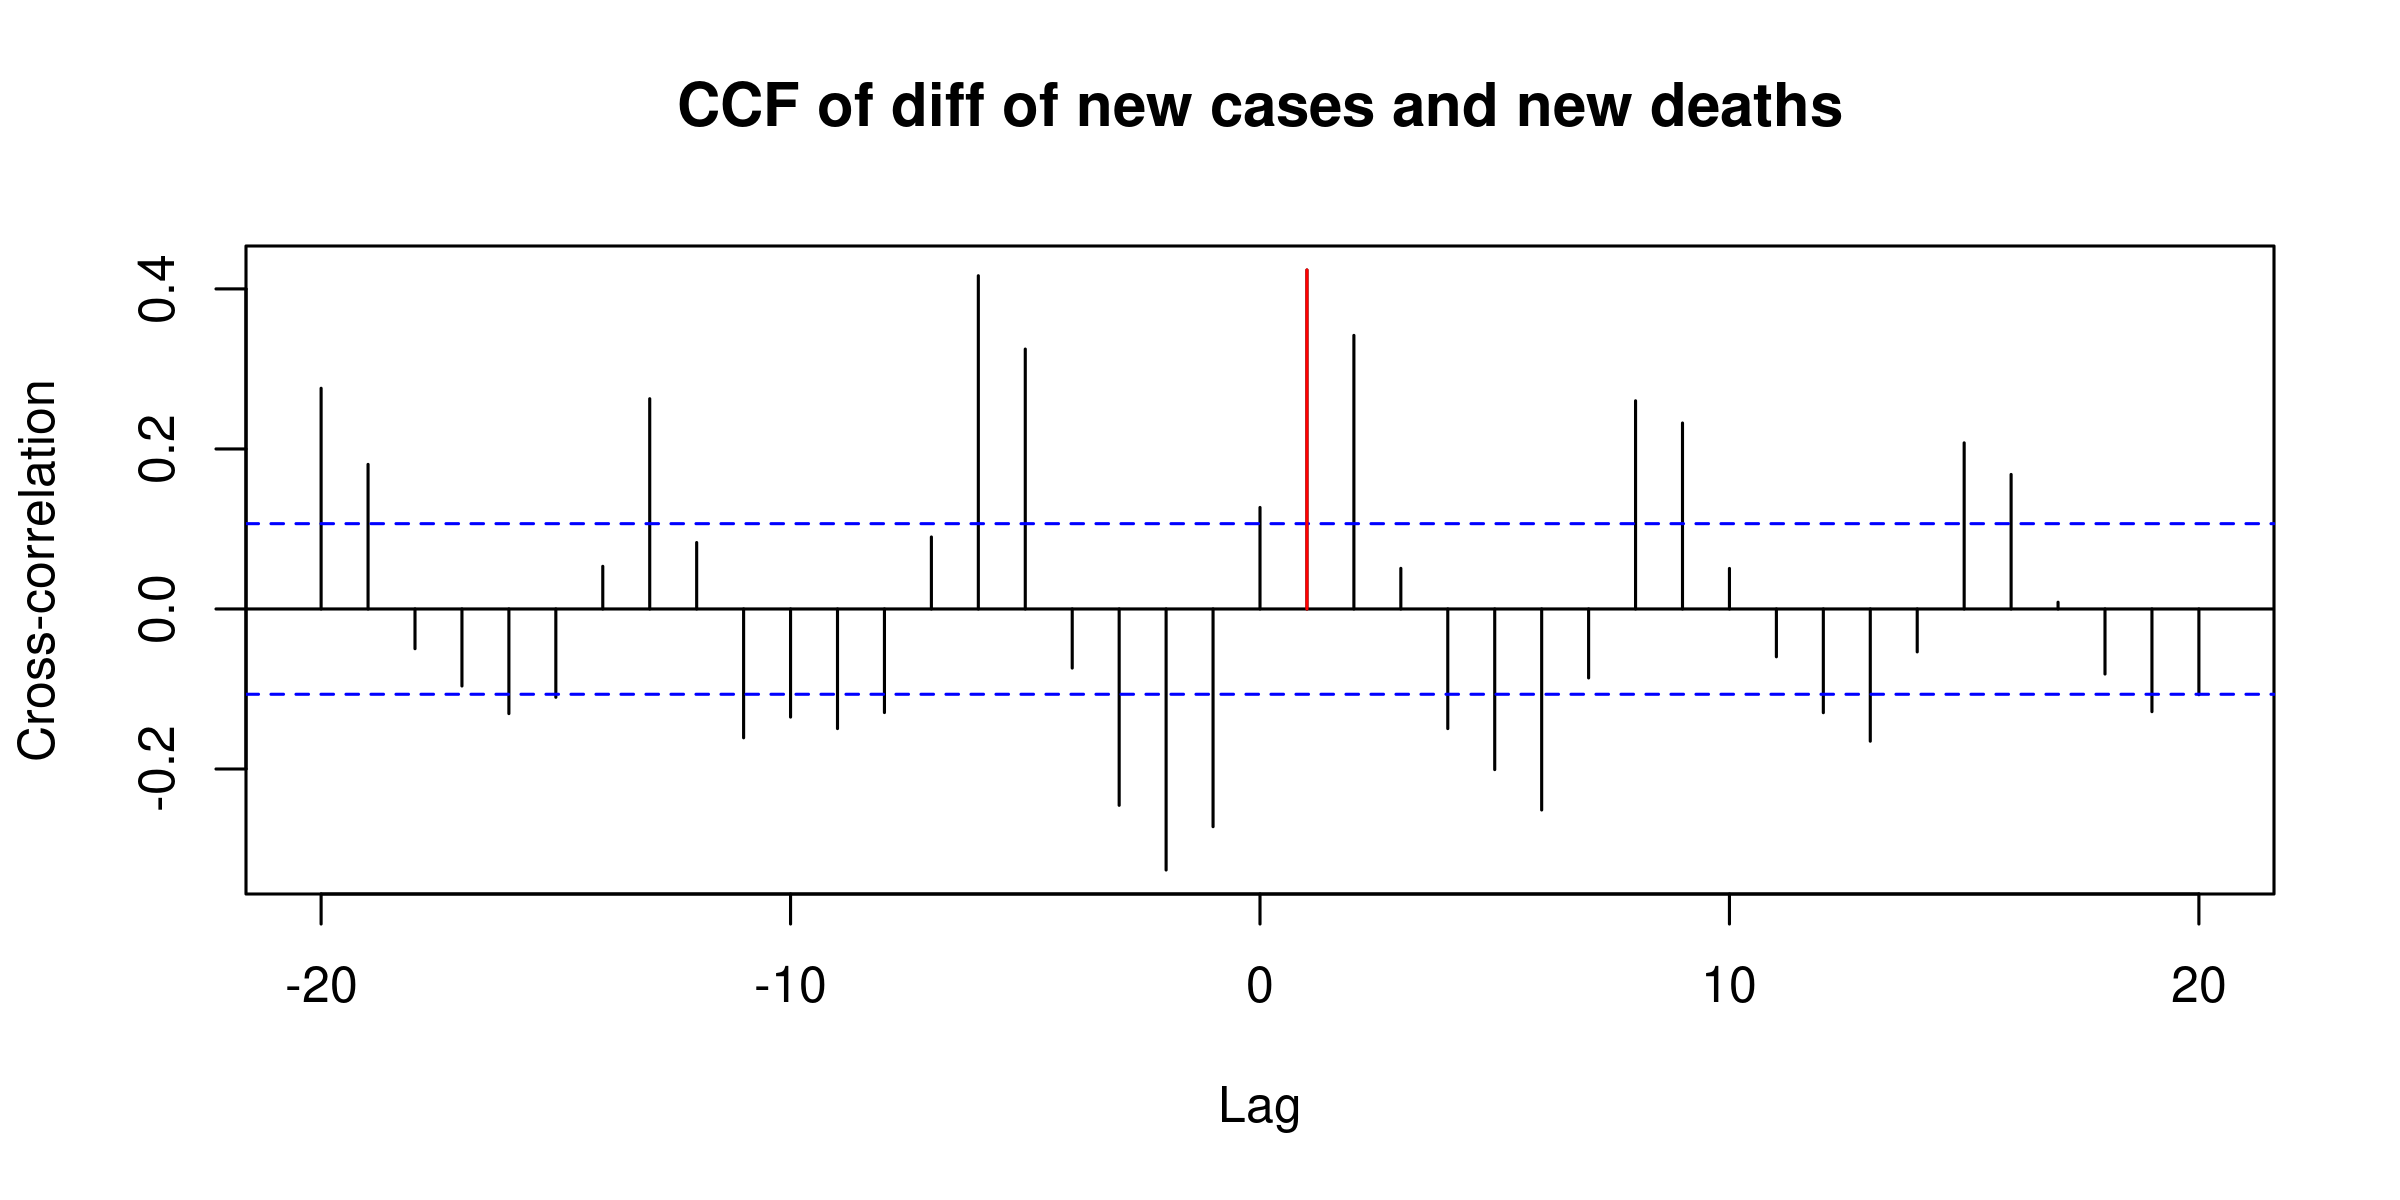 CCF of diff of new cases and new deaths
Cross-correlation
0.4
0.2
0.0
-0.2
-20 -10 0 10 20
Lag